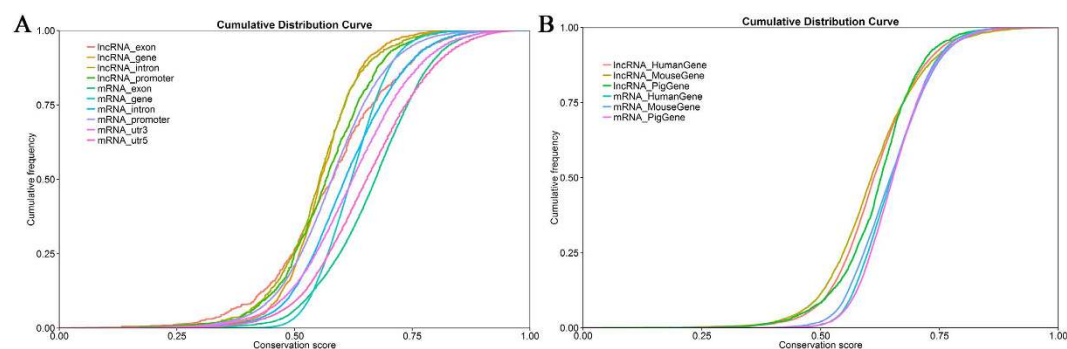 A
Cumulative Distribution Curve
1.00
0.75
0.50
0.25
0.00
Cumulative frequency
lncRNA_exon
lncRNA_gene
lncRNA_intron
lncRNA_promoter
mRNA_exon
mRNA_gene
mRNA_intron
mRNA_promoter
mRNA_utr3
mRNA_utr5
0.00
0.25
0.50
0.75
1.00
Conservation score
B
Cumulative Distribution Curve
1.00
0.75
0.50
0.25
0.00
Cumulative frequency
lncRNA_HumanGene
lncRNA_MouseGene
lncRNA_PigGene
mRNA_HumanGene
mRNA_MouseGene
mRNA_PigGene
0.00
0.25
0.50
0.75
1.00
Conservation score